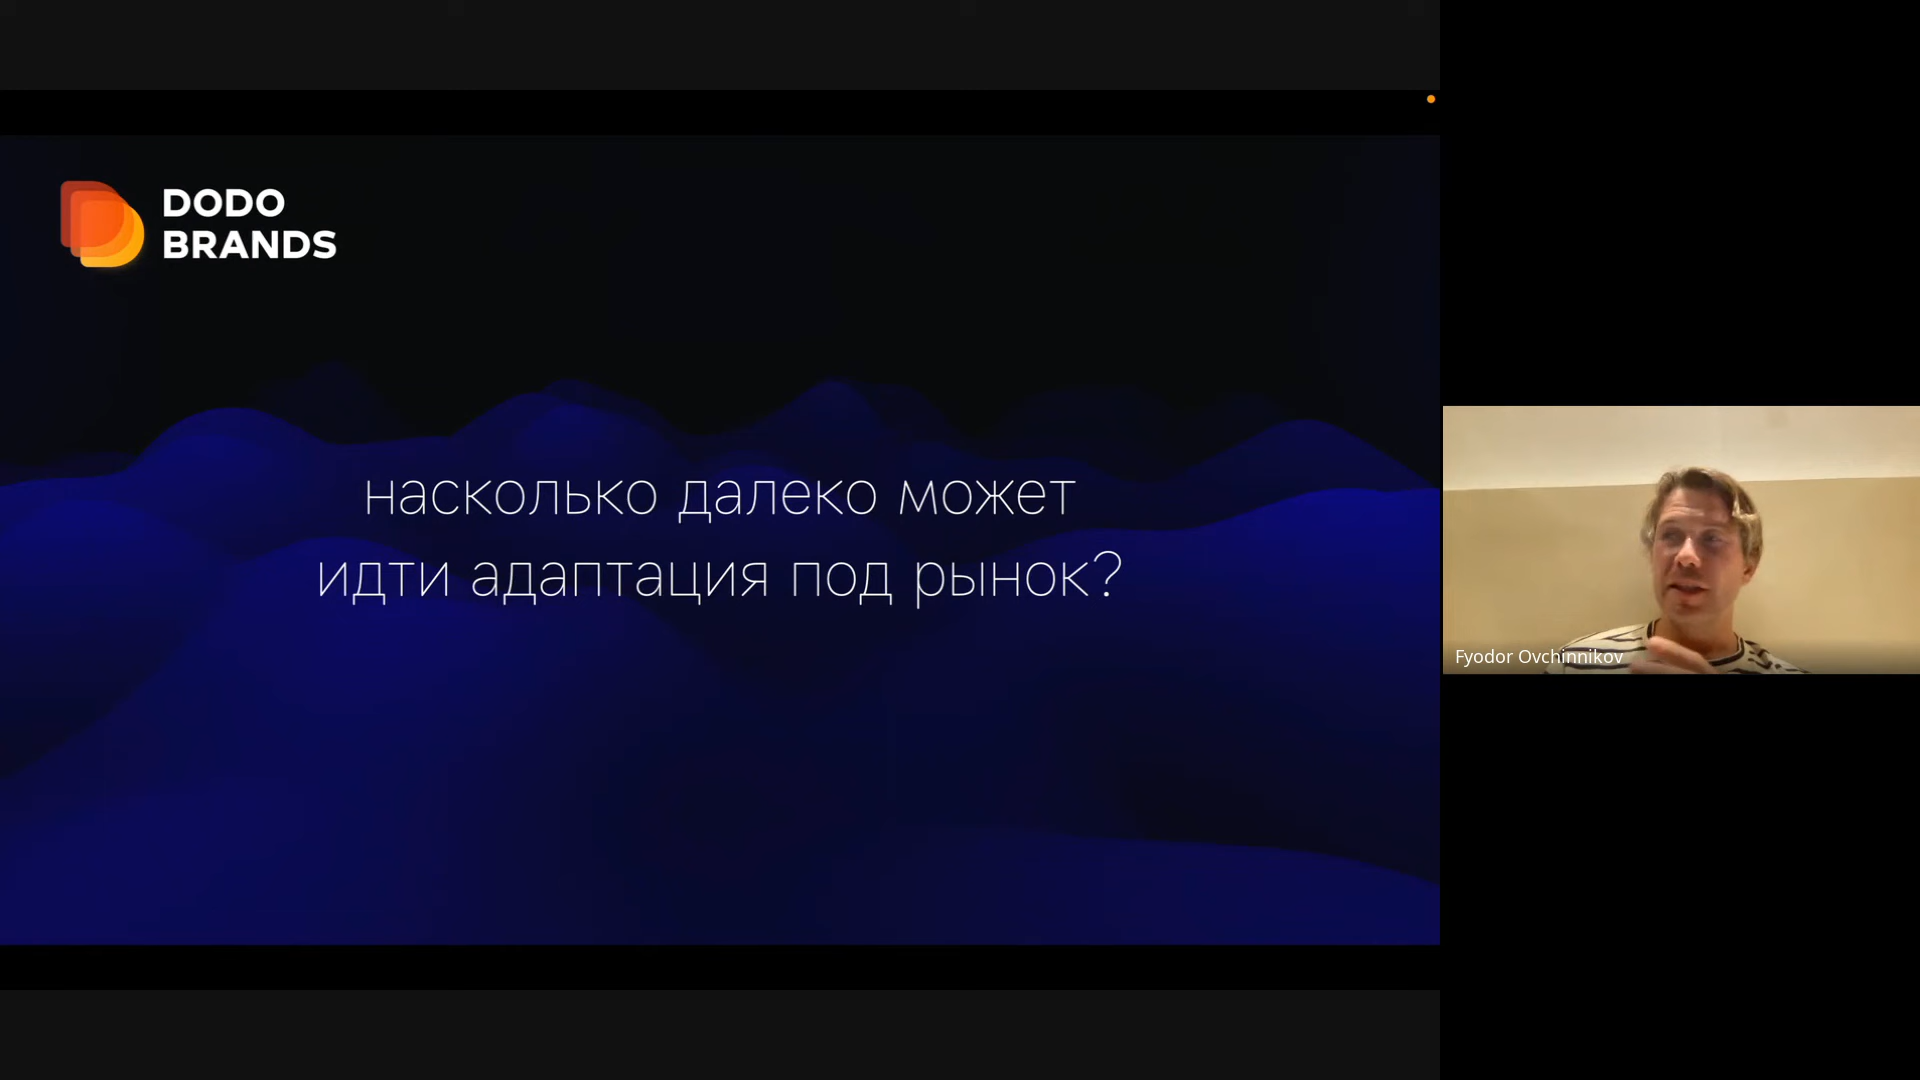 DODO
BRANDS
насколько далеко может
идти адаптация под рынок?
Fyodor Ovchinnikov